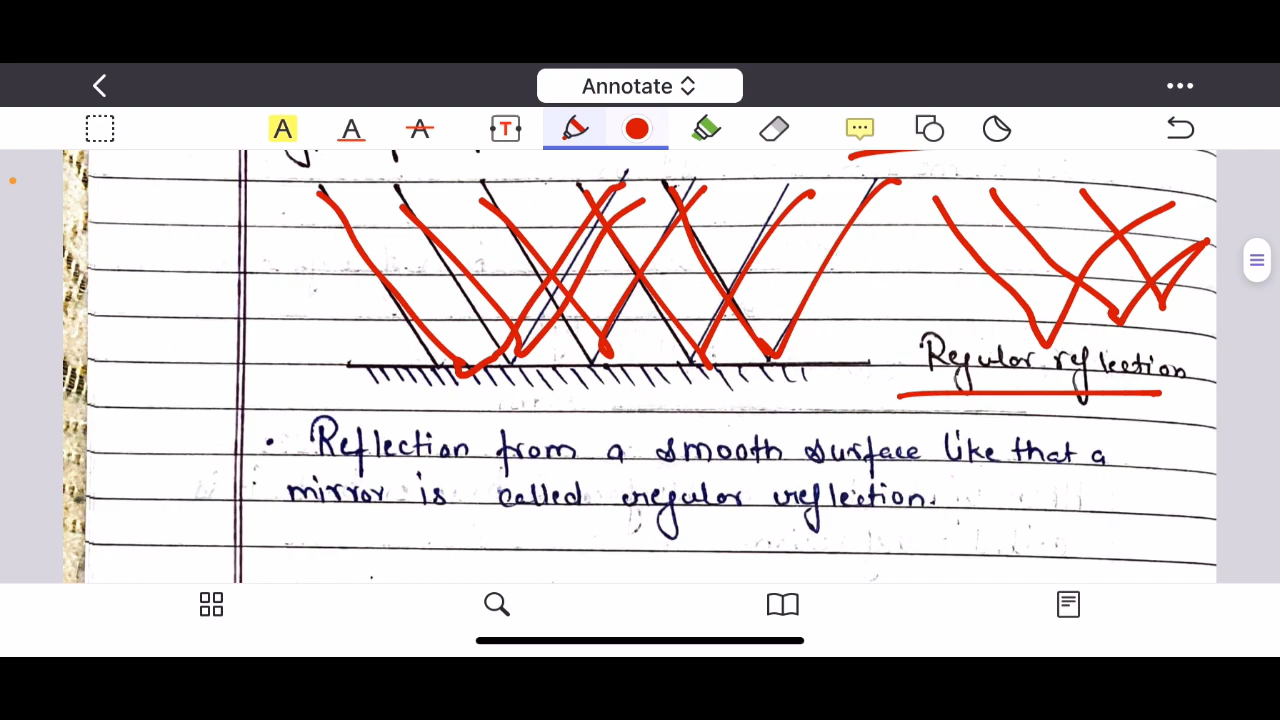 Annotate
A A A T
Regular reflection
• Reflection from a smooth surface like that a
mirror is called regular reflection.